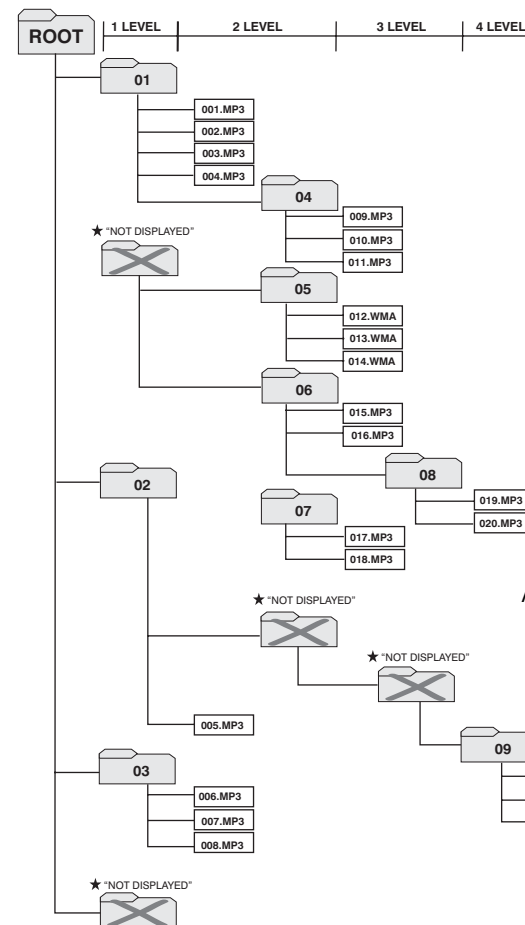 ROOT 1 LEVEL 2 LEVEL 3 LEVEL 4 LEVEL
01
001.MP3
002.MP3
003.MP3
004.MP3
04
009.MP3
010.MP3
011.MP3
★ "NOT DISPLAYED"
05
012.WMA
013.WMA
014.WMA
06
015.MP3
016.MP3
02
08
019.MP3
020.MP3
07
017.MP3
018.MP3
★ "NOT DISPLAYED"
★ "NOT DISPLAYED"
005.MP3
09
03
006.MP3
007.MP3
008.MP3
★ "NOT DISPLAYED"